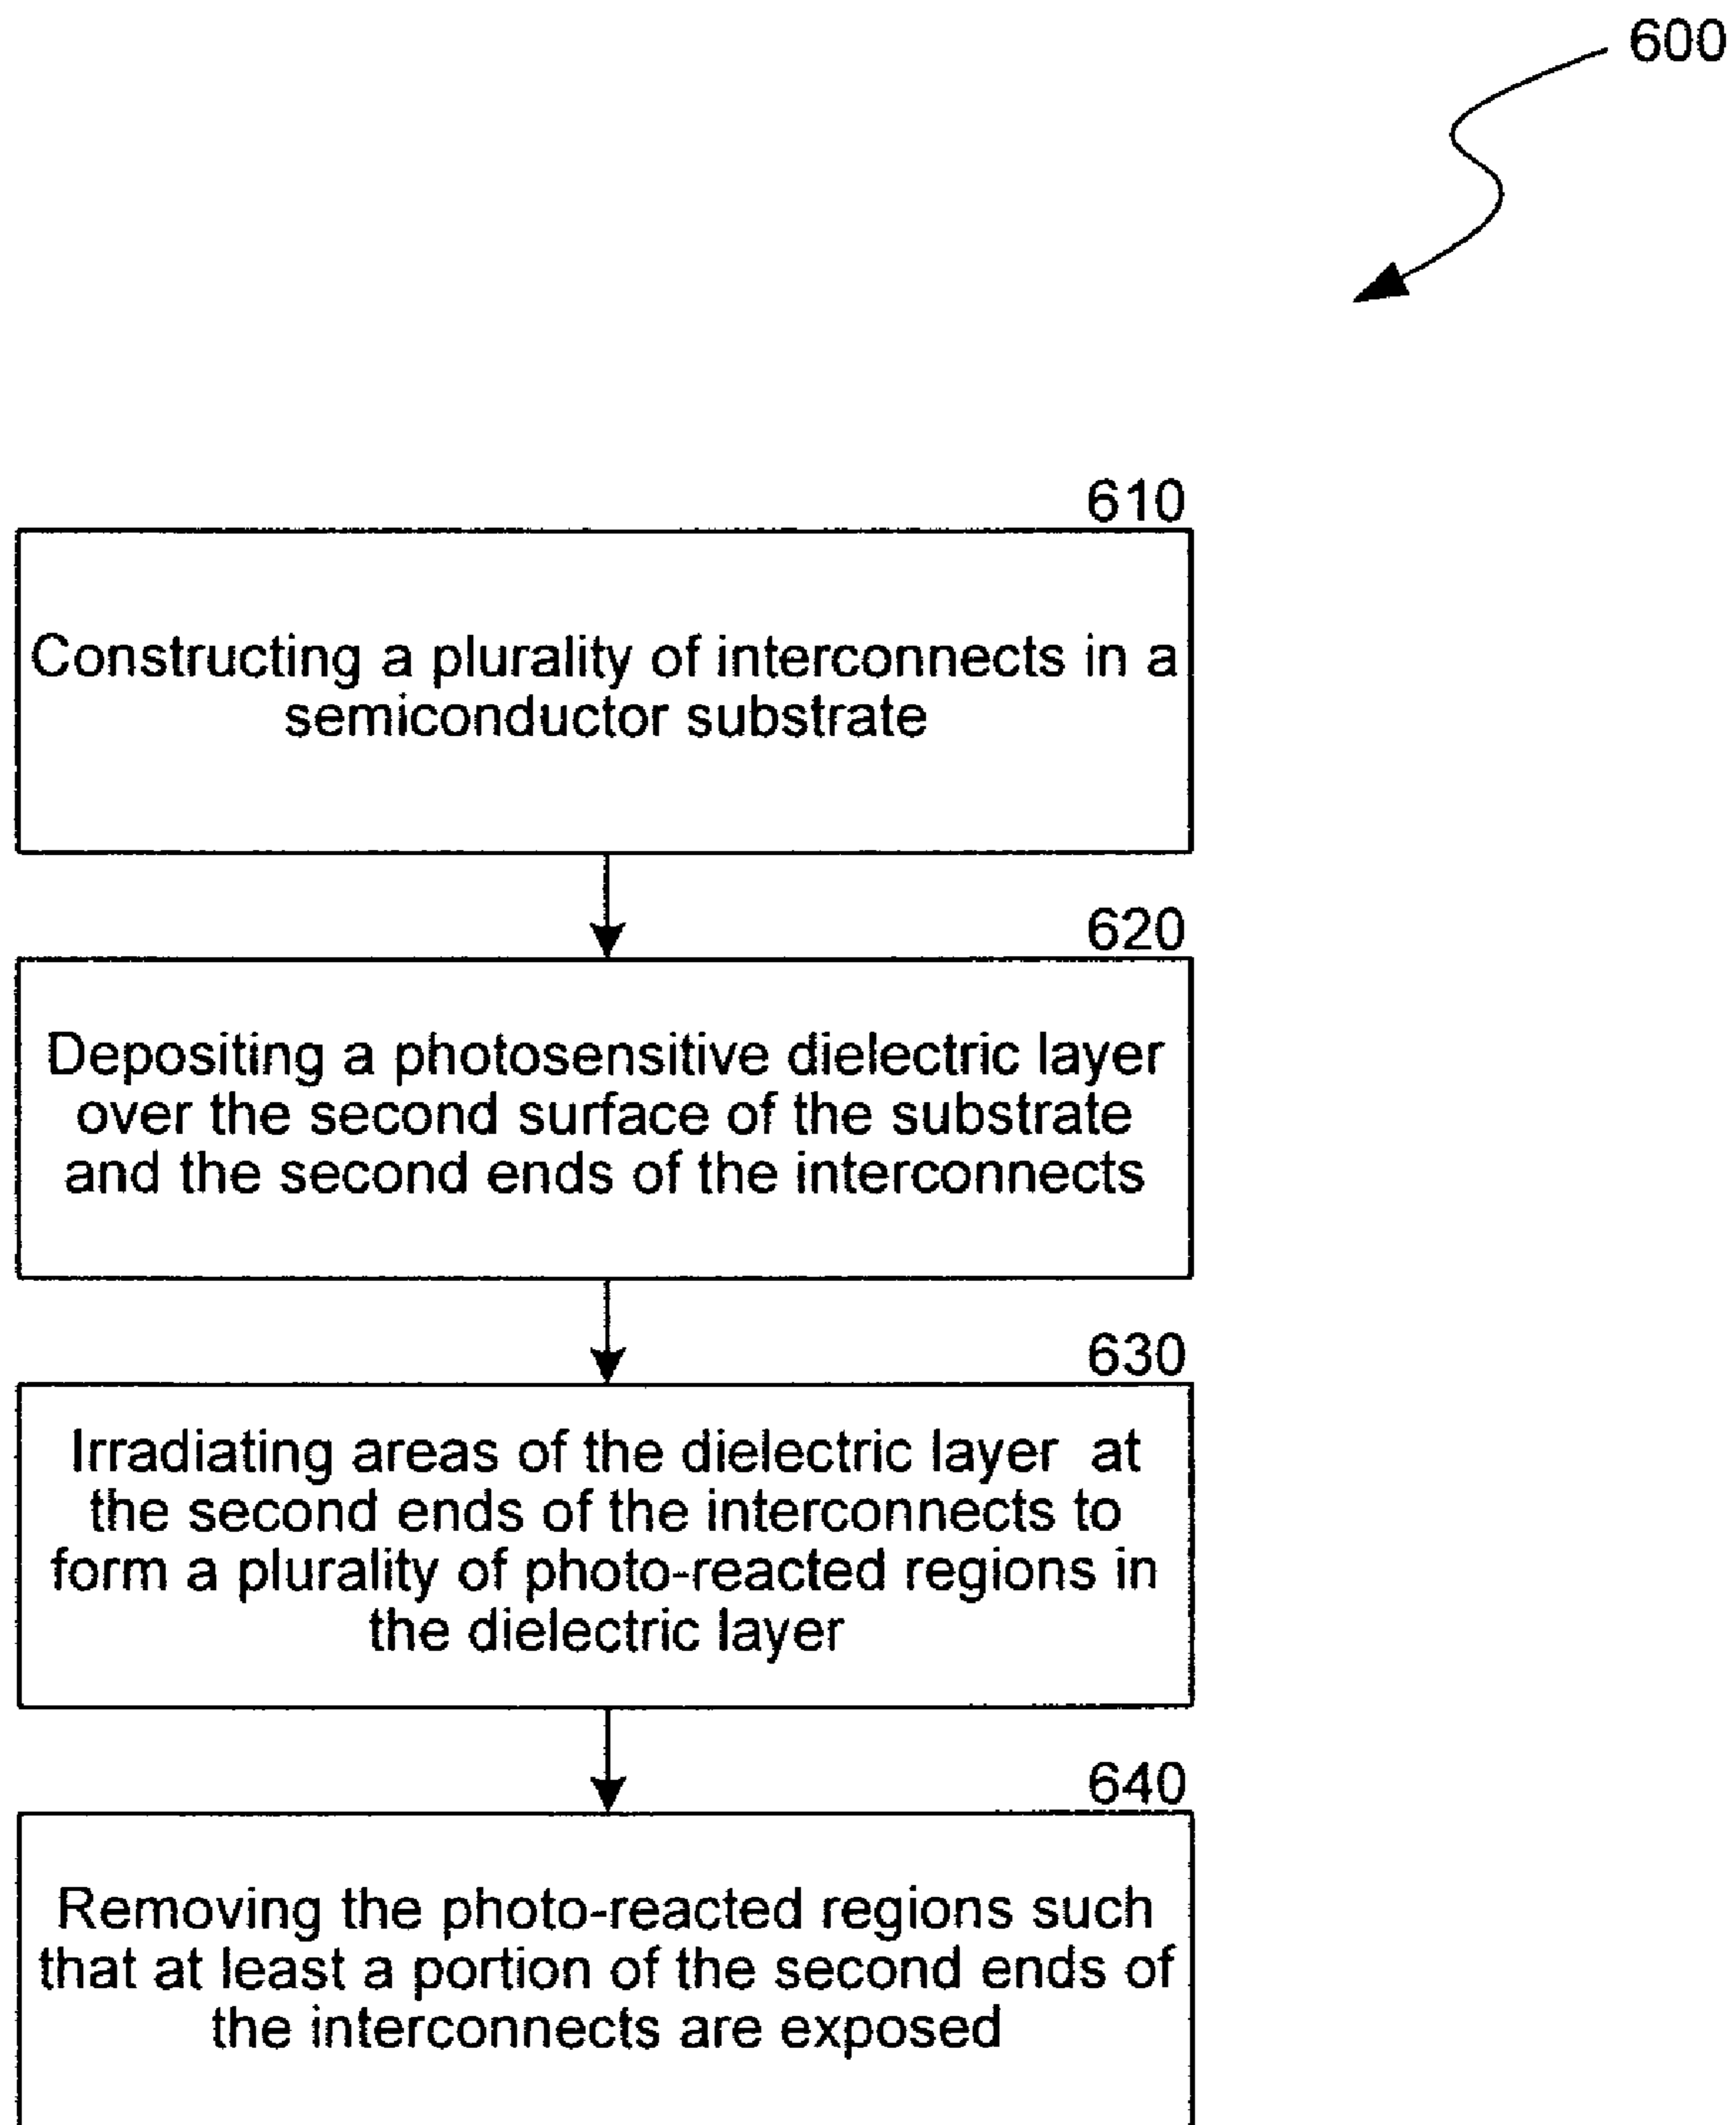 600
610
Constructing a plurality of interconnects in a
semiconductor substrate
620
Depositing a photosensitive dielectric layer
over the second surface of the substrate
and the second ends of the interconnects
630
Irradiating areas of the dielectric layer at
the second ends of the interconnects to
form a plurality of photo-reacted regions in
the dielectric layer
640
Removing the photo-reacted regions such
that at least a portion of the second ends of
the interconnects are exposed